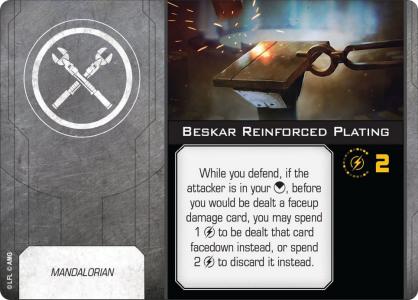 BESKAR REINFORCED PLATING
2
While you defend, if the
attacker is in your , before
you would be dealt a faceup
damage card, you may spend
1 to be dealt that card
facedown instead, or spend
2 to discard it instead.
MANDALORIAN
© LFL © AMG